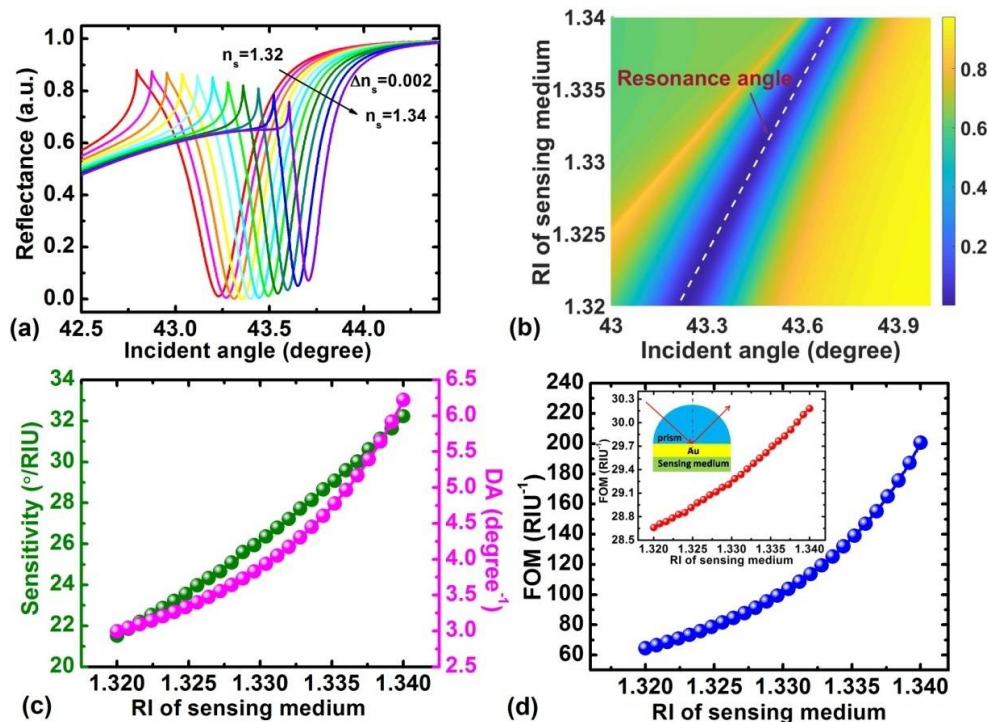 1.0
0.8
0.6
0.4
0.2
0.0
Reflectance (a.u.)
n_s=1.32
Δn_s=0.002
n_s=1.34
42.5 43.0 43.5 44.0
(a) Incident angle (degree)
1.34
1.335
1.33
1.325
1.32
RI of sensing medium
Resonance angle
0.8
0.6
0.4
0.2
43 43.3 43.6 43.9
(b) Incident angle (degree)
34
32
30
28
26
24
22
20
Sensitivity (°/RIU)
6.5
6.0
5.5
5.0
4.5
4.0
3.5
3.0
2.5
DA (degree⁻¹)
1.320 1.325 1.330 1.335 1.340
(c) RI of sensing medium
240
220
200
180
160
140
120
100
80
60
FOM (RIU⁻¹)
30.3
30.0
29.7
29.4
29.1
28.8
28.5
FOM (RIU⁻¹)
prism
Au
Sensing medium
1.320 1.325 1.330 1.335 1.340
RI of sensing medium
1.320 1.325 1.330 1.335 1.340
(d) RI of sensing medium